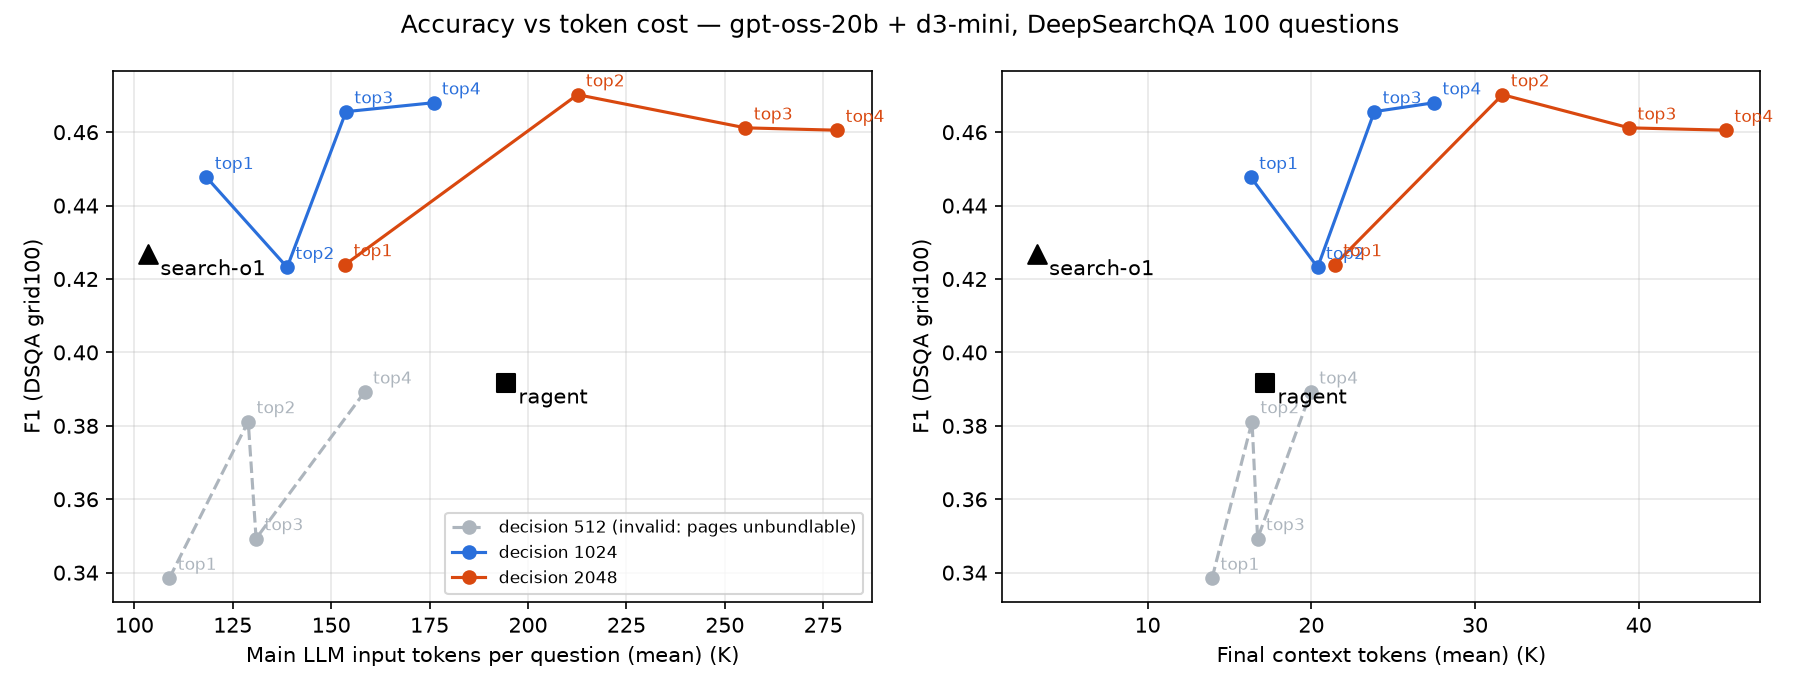 Accuracy vs token cost — gpt-oss-20b + d3-mini, DeepSearchQA 100 questions
F1 (DSQA grid100)
0.46
0.44
0.42
0.40
0.38
0.36
0.34
top1
top2
top3
top4
top1
top2
top3
top4
search-o1
ragent
top1
top2
top3
top4
decision 512 (invalid: pages unbundlable)
decision 1024
decision 2048
100 125 150 175 200 225 250 275
Main LLM input tokens per question (mean) (K)
F1 (DSQA grid100)
0.46
0.44
0.42
0.40
0.38
0.36
0.34
top1
top2
top3
top4
top1
top2
top3
top4
search-o1
ragent
top1
top2
top3
top4
10 20 30 40
Final context tokens (mean) (K)